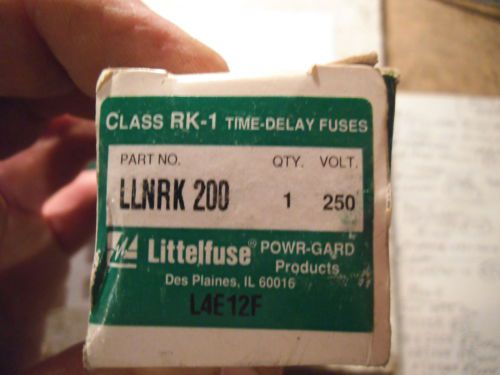 CLASS RK-1 TIME-DELAY FUSES
PART NO. QTY. VOLT.
LLNRK 200 1 250
Littelfuse® POWR-GARD Products
Des Plaines, IL 60016
L4E12F